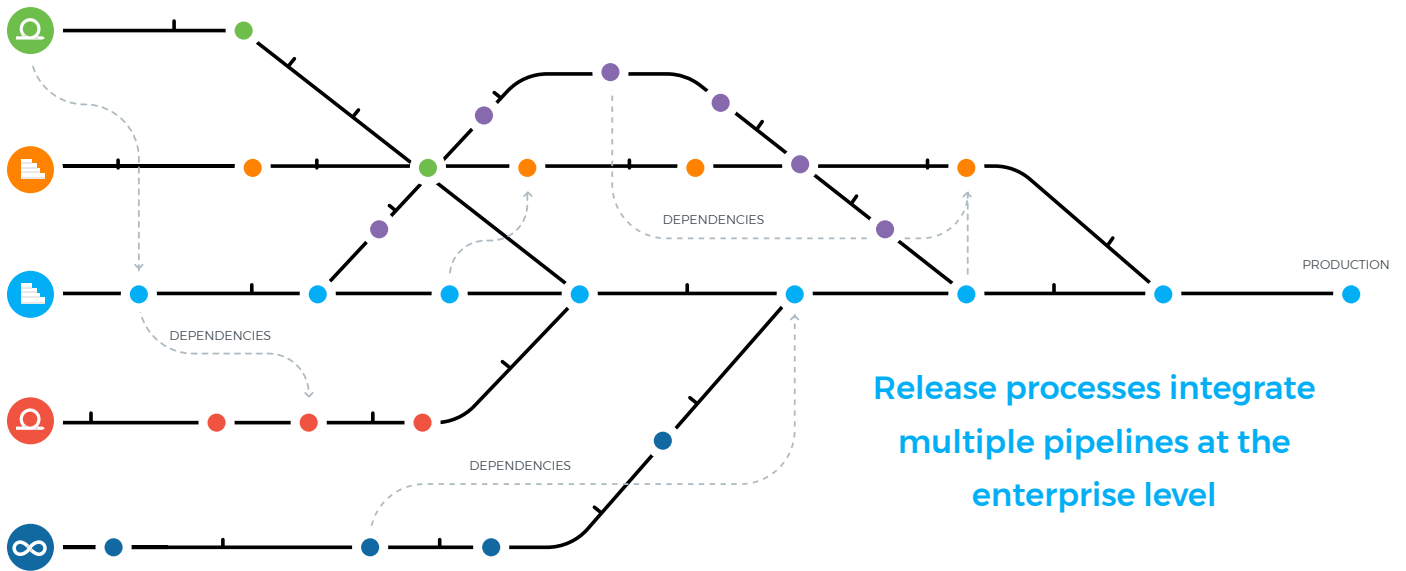 DEPENDENCIES
PRODUCTION
DEPENDENCIES
Release processes integrate
multiple pipelines at the
enterprise level
DEPENDENCIES